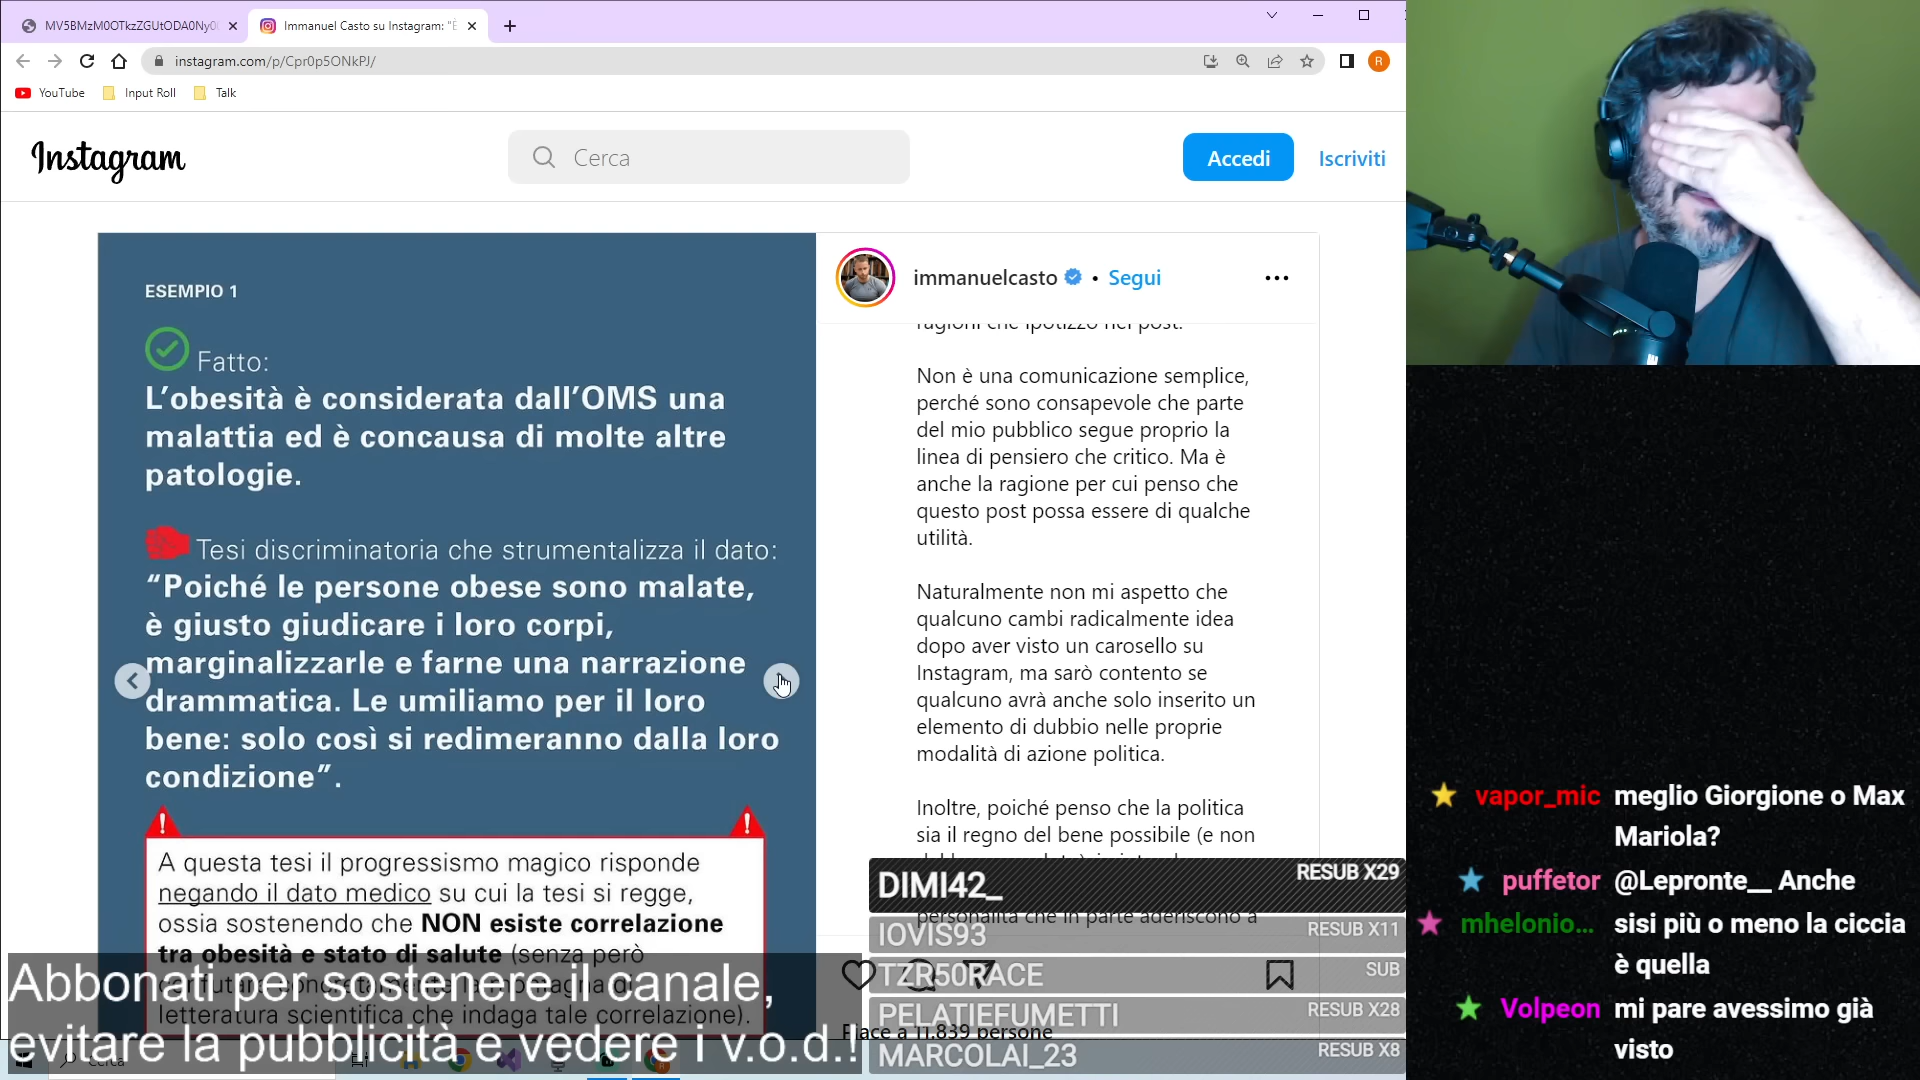 MV5BMzM0OTkzZGUtODA0Ny0
Immanuel Casto su Instagram: "È
instagram.com/p/Cpr0p5ONkPJ/
R
YouTube
Input Roll
Talk
Instagram
Cerca
Accedi
Iscriviti
ESEMPIO 1
Fatto:
L'obesità è considerata dall'OMS una
malattia ed è concausa di molte altre
patologie.
Tesi discriminatoria che strumentalizza il dato:
"Poiché le persone obese sono malate,
è giusto giudicare i loro corpi,
marginalizzarle e farne una narrazione
drammatica. Le umiliamo per il loro
bene: solo così si redimeranno dalla loro
condizione".
A questa tesi il progressismo magico risponde
negando il dato medico su cui la tesi si regge,
ossia sostenendo che NON esiste correlazione
tra obesità e stato di salute (senza però
letteratura scientifica che indaga tale correlazione).
immanuelcasto • Segui
ragioni che ipotizzo nel post.
Non è una comunicazione semplice,
perché sono consapevole che parte
del mio pubblico segue proprio la
linea di pensiero che critico. Ma è
anche la ragione per cui penso che
questo post possa essere di qualche
utilità.
Naturalmente non mi aspetto che
qualcuno cambi radicalmente idea
dopo aver visto un carosello su
Instagram, ma sarò contento se
qualcuno avrà anche solo inserito un
elemento di dubbio nelle proprie
modalità di azione politica.
Inoltre, poiché penso che la politica
sia il regno del bene possibile (e non
personalità che in parte aderiscono a
Piace a 11.839 persone
Abbonati per sostenere il canale,
evitare la pubblicità e vedere i v.o.d.!
Cerca
DIMI42_ RESUB X29
IOVIS93 RESUB X11
TZR50RACE SUB
PELATIEFUMETTI RESUB X28
MARCOLAI_23 RESUB X8
vapor_mic meglio Giorgione o Max
Mariola?
puffetor @Lepronte__ Anche
mhelonio... sisi più o meno la ciccia
è quella
Volpeon mi pare avessimo già
visto